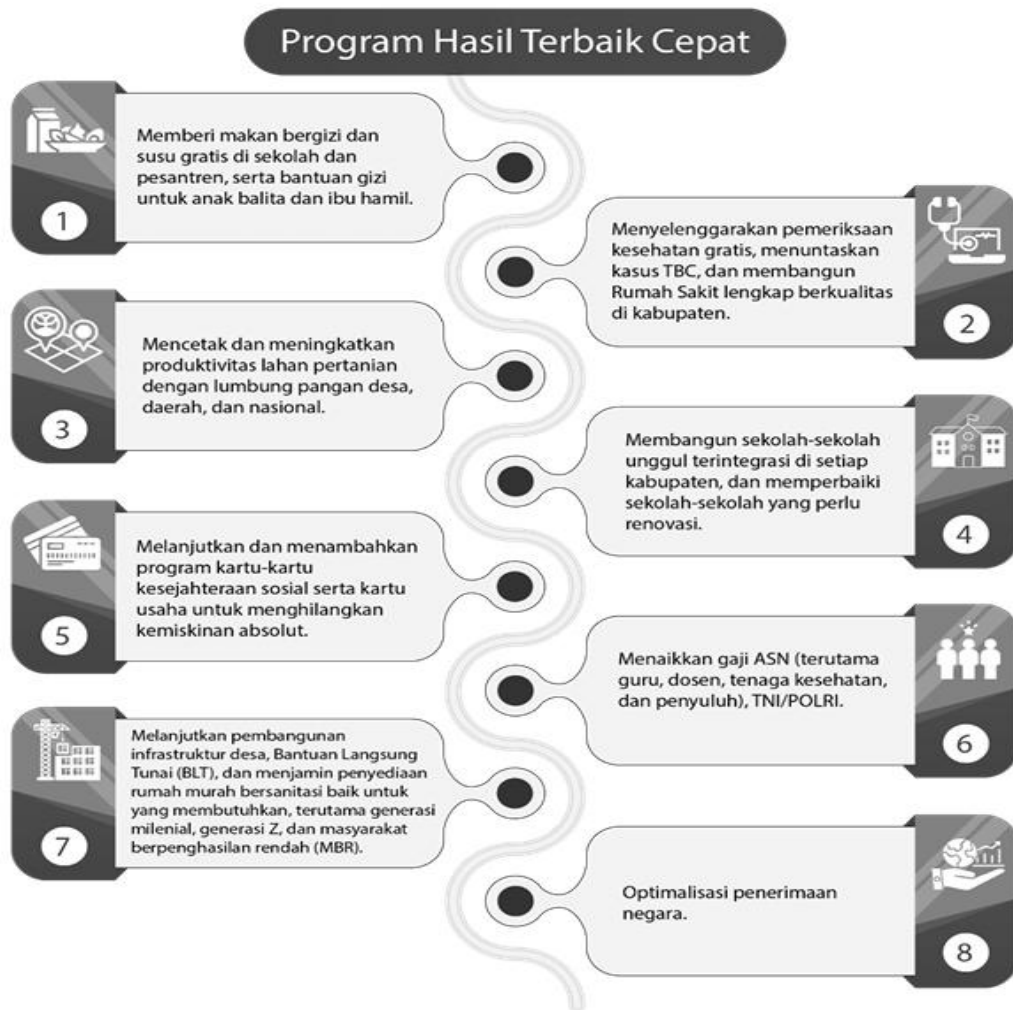 Program Hasil Terbaik Cepat
Memberi makan bergizi dan
susu gratis di sekolah dan
pesantren, serta bantuan gizi
untuk anak balita dan ibu hamil.
1
Menyelenggarakan pemeriksaan
kesehatan gratis, menuntaskan
kasus TBC, dan membangun
Rumah Sakit lengkap berkualitas
di kabupaten.
2
Mencetak dan meningkatkan
produktivitas lahan pertanian
dengan lumbung pangan desa,
daerah, dan nasional.
3
Membangun sekolah-sekolah
unggul terintegrasi di setiap
kabupaten, dan memperbaiki
sekolah-sekolah yang perlu
renovasi.
4
Melanjutkan dan menambahkan
program kartu-kartu
kesejahteraan sosial serta kartu
usaha untuk menghilangkan
kemiskinan absolut.
5
Menaikkan gaji ASN (terutama
guru, dosen, tenaga kesehatan,
dan penyuluh), TNI/POLRI.
6
Melanjutkan pembangunan
infrastruktur desa, Bantuan Langsung
Tunai (BLT), dan menjamin penyediaan
rumah murah bersanitasi baik untuk
yang membutuhkan, terutama generasi
milenial, generasi Z, dan masyarakat
berpenghasilan rendah (MBR).
7
Optimalisasi penerimaan
negara.
8